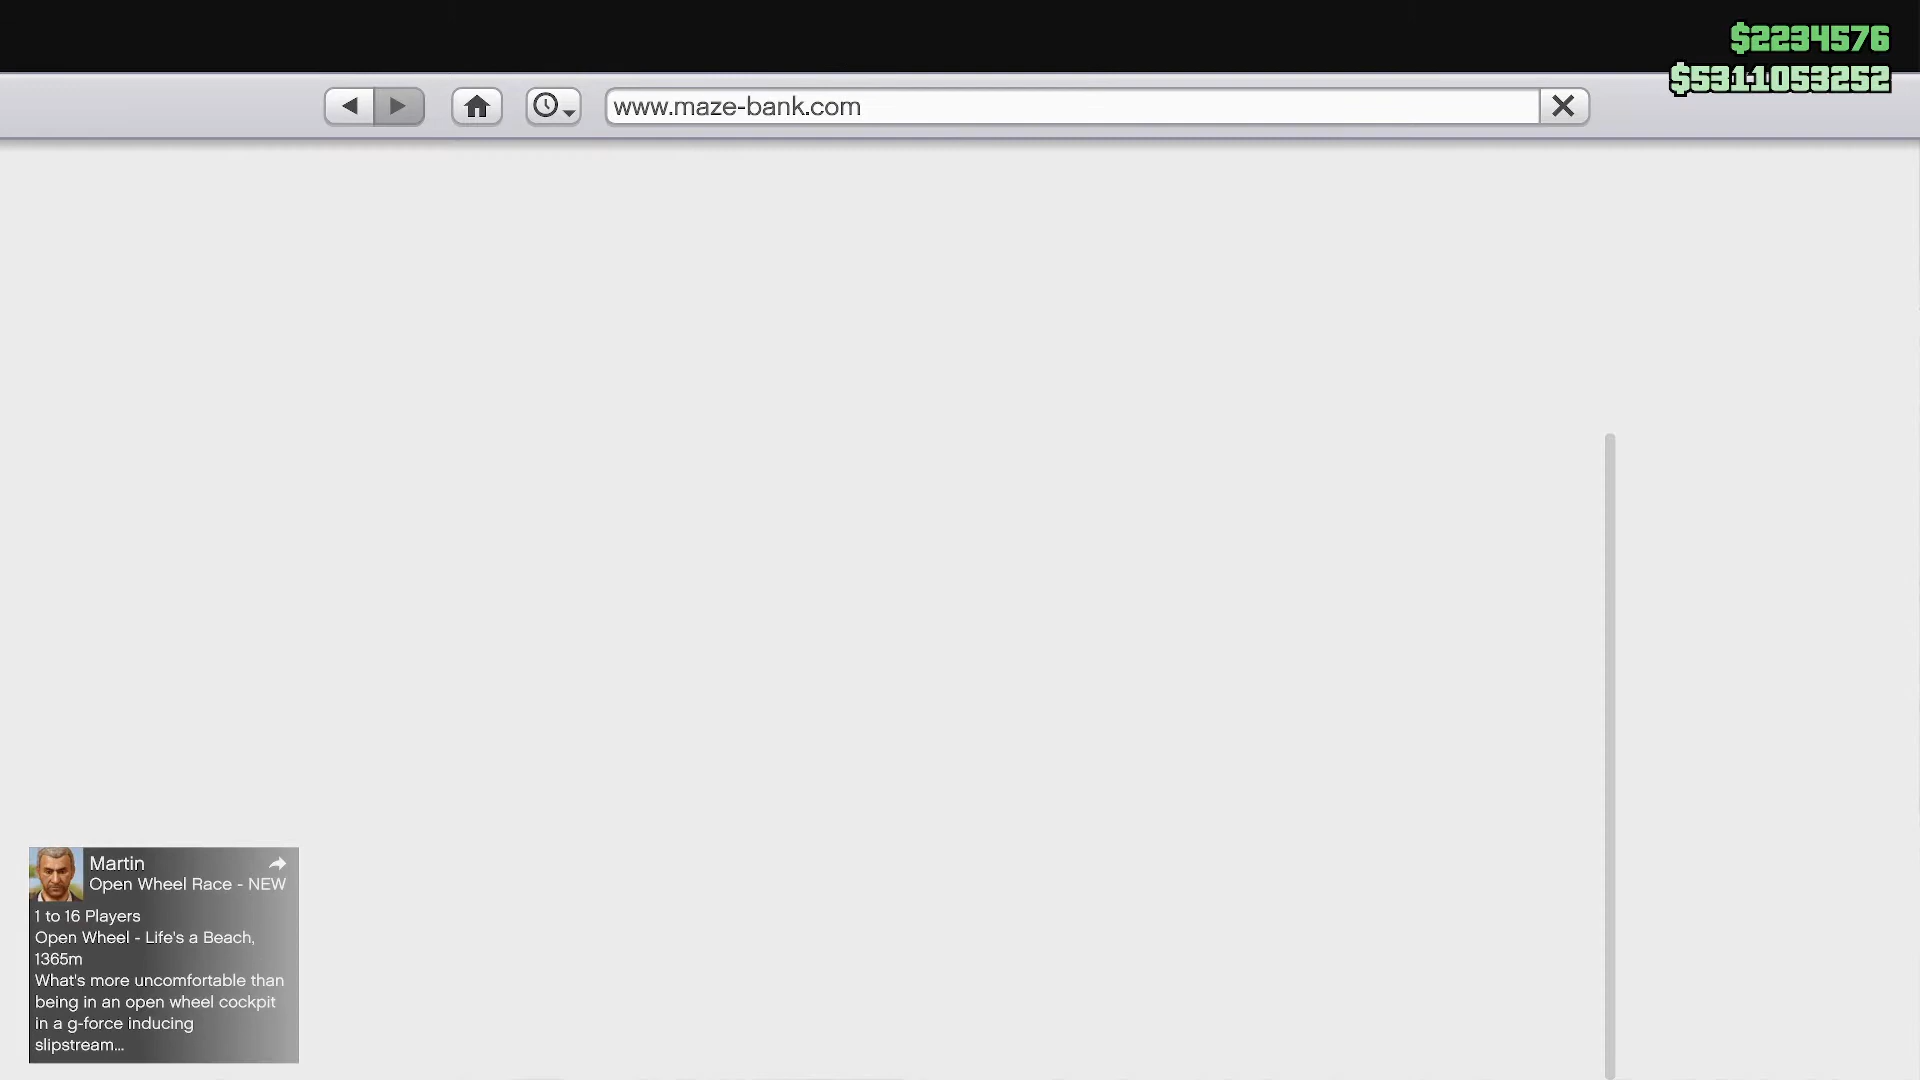 $2234576
$5311053252
www.maze-bank.com
Martin
Open Wheel Race - NEW
1 to 16 Players
Open Wheel - Life's a Beach,
1365m
What's more uncomfortable than
being in an open wheel cockpit
in a g-force inducing
slipstream...